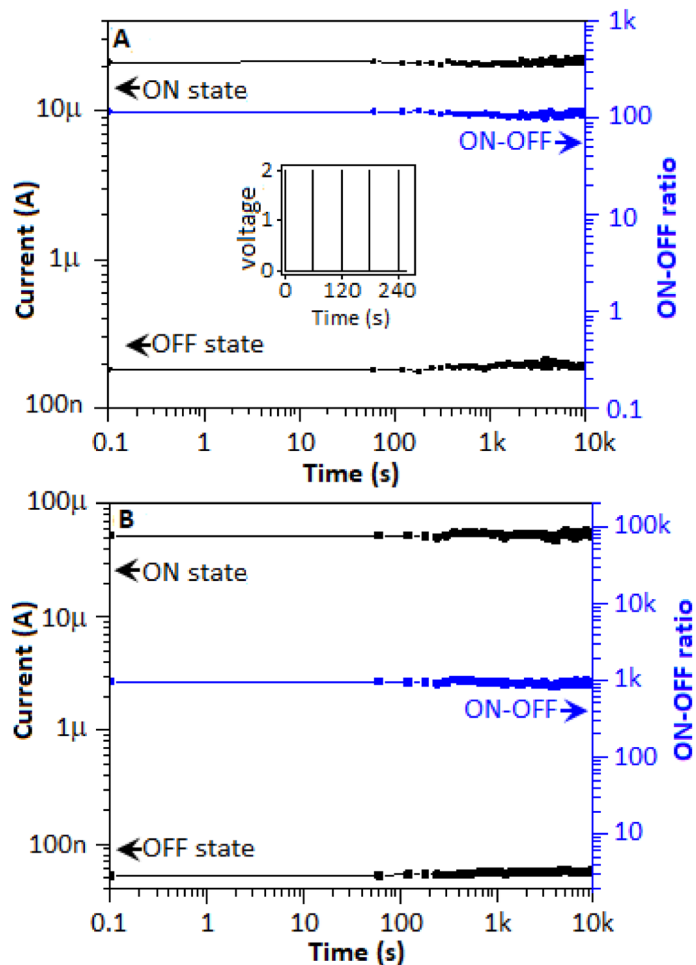 A
1k
ON state
10µ
100
ON-OFF
Current (A)
voltage
2
1
0
0 120 240
Time (s)
10
1µ
1
ON-OFF ratio
OFF state
100n
0.1
0.1 1 10 100 1k 10k
Time (s)
B
100µ
100k
ON state
10µ
10k
Current (A)
1k
ON-OFF
1µ
100
ON-OFF ratio
OFF state
100n
10
0.1 1 10 100 1k 10k
Time (s)